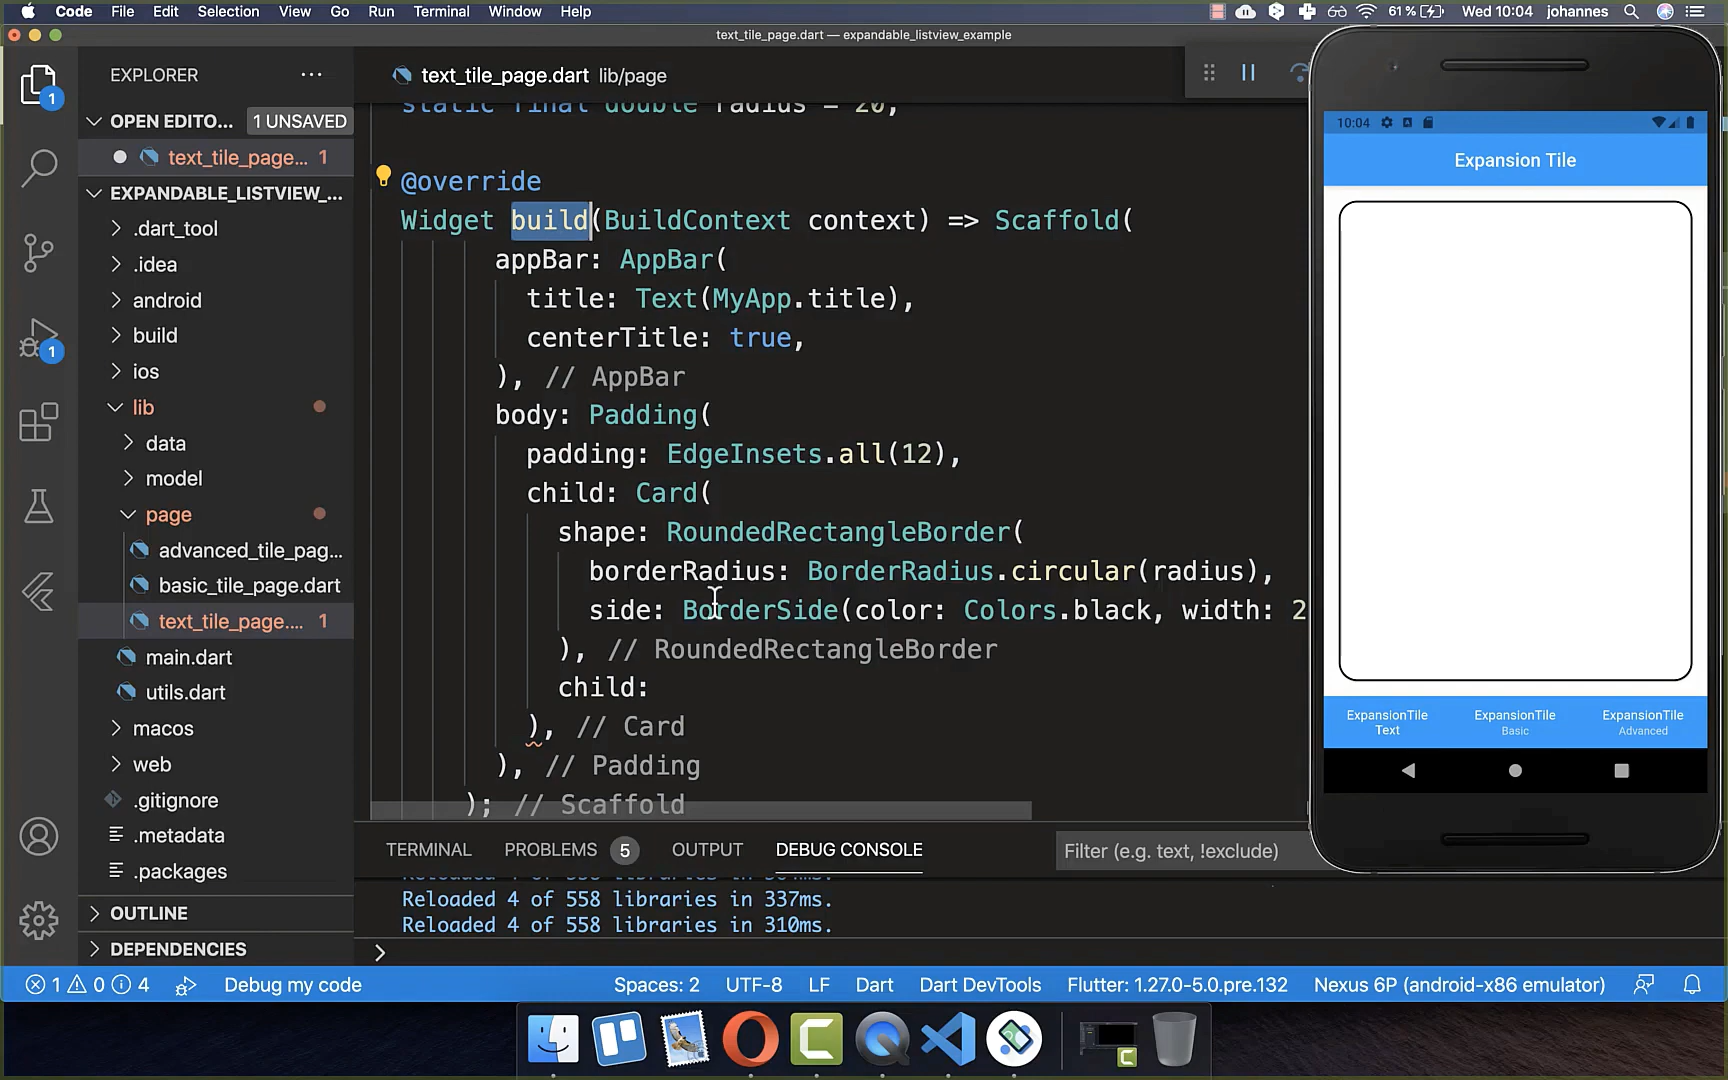 Code File Edit Selection View Go Run Terminal Window Help
61 % Wed 10:04 johannes
text_tile_page.dart — expandable_listview_example
EXPLORER
OPEN EDITO... 1 UNSAVED
text_tile_page... 1
EXPANDABLE_LISTVIEW_...
.dart_tool
.idea
android
build
ios
lib
data
model
page
advanced_tile_pag...
basic_tile_page.dart
text_tile_page.... 1
main.dart
utils.dart
macos
web
.gitignore
.metadata
.packages
OUTLINE
DEPENDENCIES
1
1
text_tile_page.dart lib/page
static final double radius = 20;
@override
Widget build(BuildContext context) => Scaffold(
appBar: AppBar(
title: Text(MyApp.title),
centerTitle: true,
), // AppBar
body: Padding(
padding: EdgeInsets.all(12),
child: Card(
shape: RoundedRectangleBorder(
borderRadius: BorderRadius.circular(radius),
side: BorderSide(color: Colors.black, width: 2
), // RoundedRectangleBorder
child:
), // Card
), // Padding
); // Scaffold
TERMINAL PROBLEMS 5 OUTPUT DEBUG CONSOLE Filter (e.g. text, !exclude)
Reloaded 4 of 558 libraries in 337ms.
Reloaded 4 of 558 libraries in 310ms.
10:04
Expansion Tile
ExpansionTile
Text
ExpansionTile
Basic
ExpansionTile
Advanced
1 0 4 Debug my code Spaces: 2 UTF-8 LF Dart Dart DevTools Flutter: 1.27.0-5.0.pre.132 Nexus 6P (android-x86 emulator)